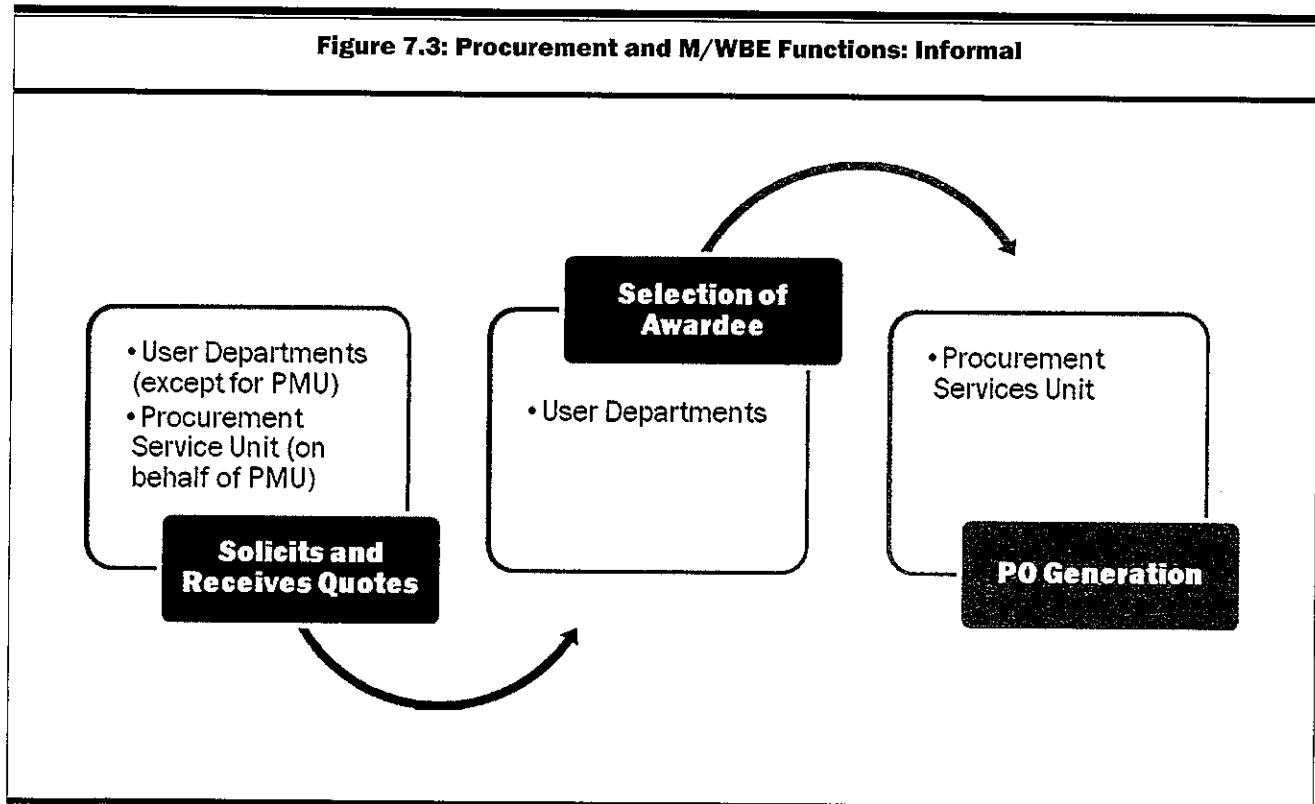 Figure 7.3: Procurement and M/WBE Functions: Informal
• User Departments
(except for PMU)
• Procurement
Service Unit (on
behalf of PMU)
Solicits and
Receives Quotes
Selection of
Awardee
• User Departments
• Procurement
Services Unit
PO Generation